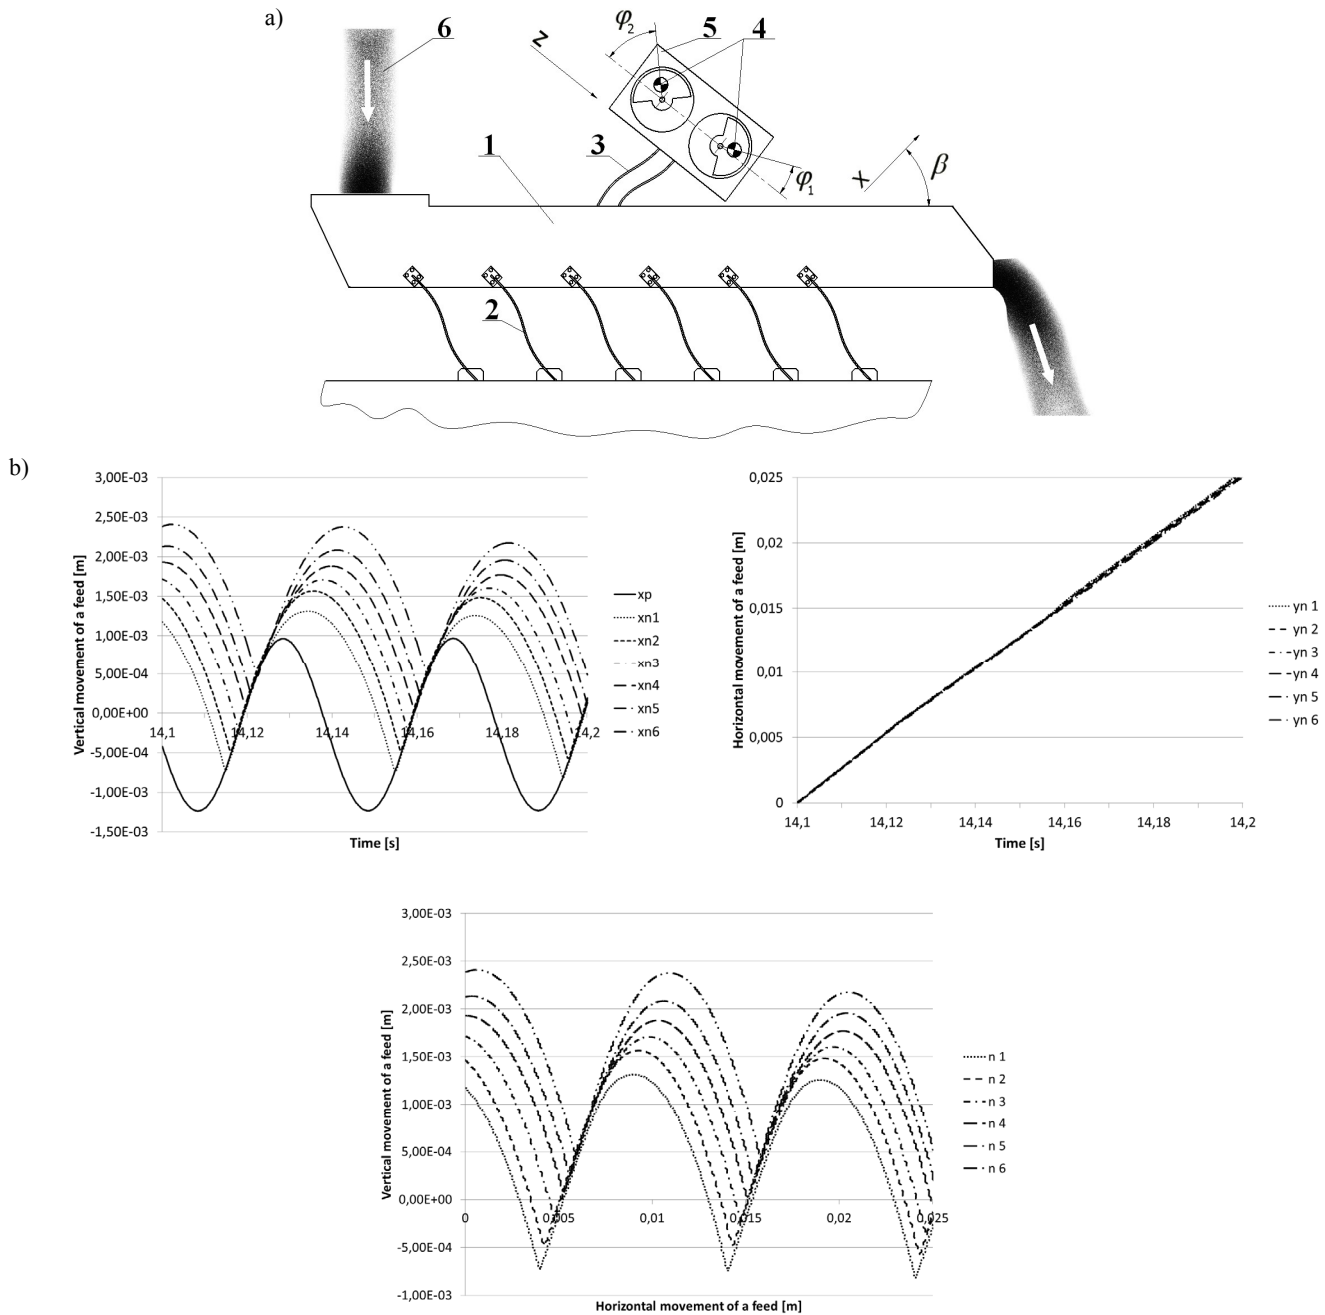 a)
6
φ2
5
4
z
1
3
x
β
φ1
2
b)
3,00E-03
2,50E-03
2,00E-03
1,50E-03
1,00E-03
5,00E-04
0,00E+00
-5,00E-04
-1,00E-03
-1,50E-03
Vertical movement of a feed [m]
14,1 14,12 14,14 14,16 14,18 14,2
Time [s]
xp
xn1
xn2
xn3
xn4
xn5
xn6
0,025
0,02
0,015
0,01
0,005
0
Horizontal movement of a feed [m]
14,1 14,12 14,14 14,16 14,18 14,2
Time [s]
yn 1
yn 2
yn 3
yn 4
yn 5
yn 6
3,00E-03
2,50E-03
2,00E-03
1,50E-03
1,00E-03
5,00E-04
0,00E+00
-5,00E-04
-1,00E-03
Vertical movement of a feed [m]
0 0,005 0,01 0,015 0,02 0,025
Horizontal movement of a feed [m]
n 1
n 2
n 3
n 4
n 5
n 6